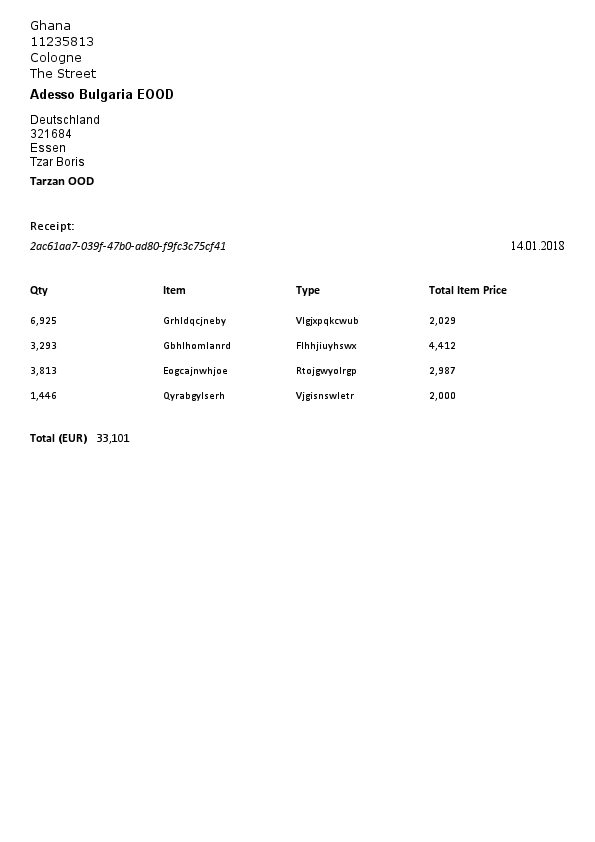 Ghana
11235813
Cologne
The Street
Adesso Bulgaria EOOD
Deutschland
321684
Essen
Tzar Boris
Tarzan OOD
Receipt:
2ac61aa7-039f-47b0-ad80-f9fc3c75cf41 14.01.2018
Qty Item Type Total Item Price
6,925 Grhldqcjneby Vlgjxpqkcwub 2,029
3,293 Gbhlhomlanrd Flhhjiuyhswx 4,412
3,813 Eogcajnwhjoe Rtojgwyolrgp 2,987
1,446 Qyrabgylserh Vjgisnswletr 2,000
Total (EUR) 33,101